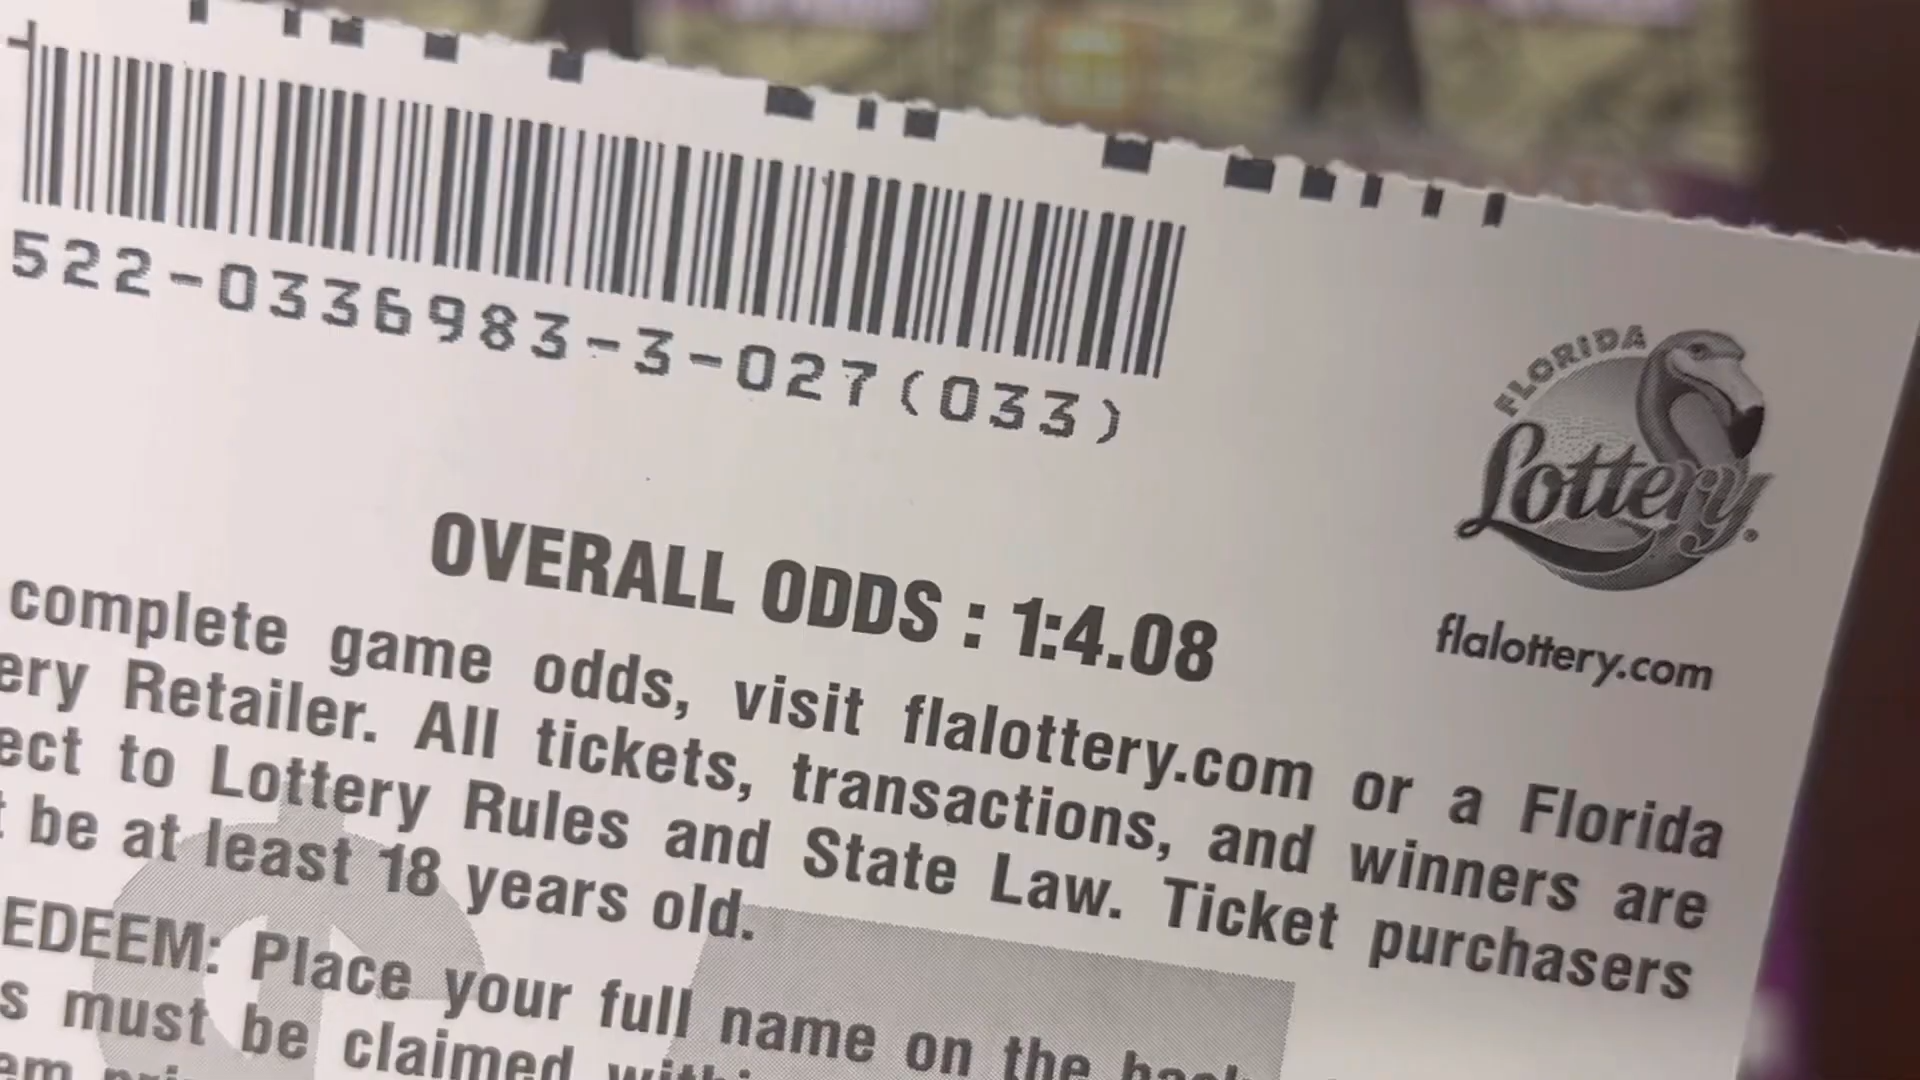 522-0336983-3-027(033)
FLORIDA
Lottery
flalottery.com
OVERALL ODDS : 1:4.08
complete game odds, visit flalottery.com or a Florida
Retailer. All tickets, transactions, and winners are
to Lottery Rules and State Law. Ticket purchasers
be at least 18 years old.
EDEEM: Place your full name on the
must be claimed